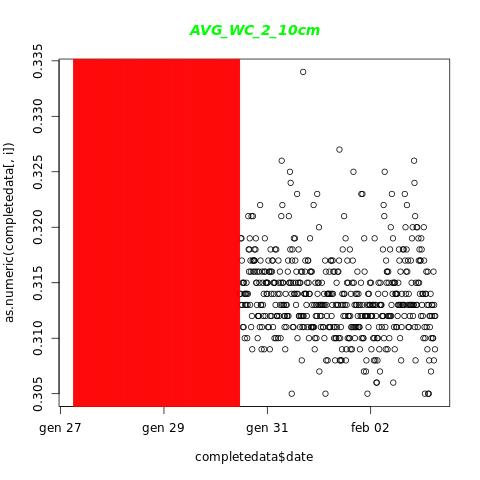 AVG_WC_2_10cm
as.numeric(completedata[, i])
0.335
0.330
0.325
0.320
0.315
0.310
0.305
gen 27
gen 29
gen 31
feb 02
completedata$date